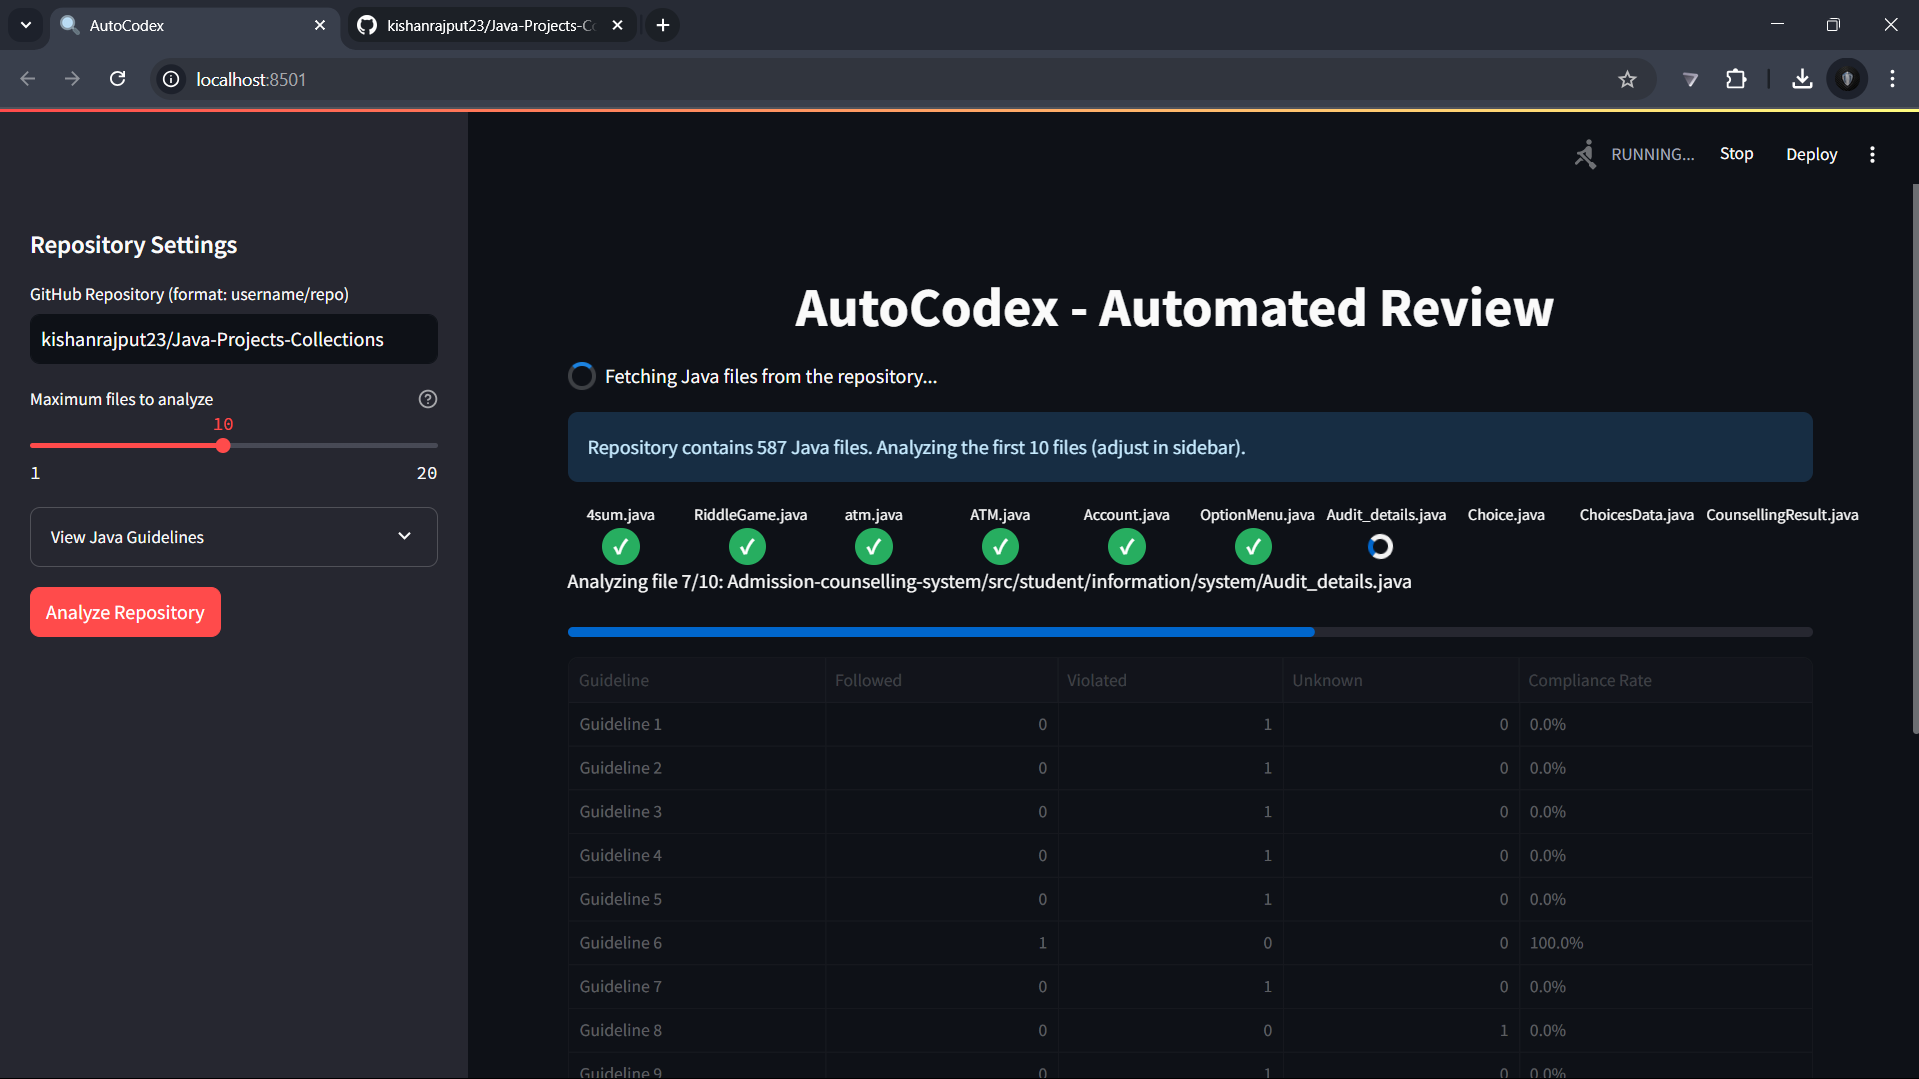 AutoCodex
kishanrajput23/Java-Projects-Co
localhost:8501
RUNNING...
Stop
Deploy
Repository Settings
GitHub Repository (format: username/repo)
kishanrajput23/Java-Projects-Collections
Maximum files to analyze
10
1 20
View Java Guidelines
Analyze Repository
AutoCodex - Automated Review
Fetching Java files from the repository...
Repository contains 587 Java files. Analyzing the first 10 files (adjust in sidebar).
4sum.java RiddleGame.java atm.java ATM.java Account.java OptionMenu.java Audit_details.java Choice.java ChoicesData.java CounsellingResult.java
Analyzing file 7/10: Admission-counselling-system/src/student/information/system/Audit_details.java
Guideline Followed Violated Unknown Compliance Rate
Guideline 1 0 1 0 0.0%
Guideline 2 0 1 0 0.0%
Guideline 3 0 1 0 0.0%
Guideline 4 0 1 0 0.0%
Guideline 5 0 1 0 0.0%
Guideline 6 1 0 0 100.0%
Guideline 7 0 1 0 0.0%
Guideline 8 0 0 1 0.0%
Guideline 9 0 1 0 0.0%